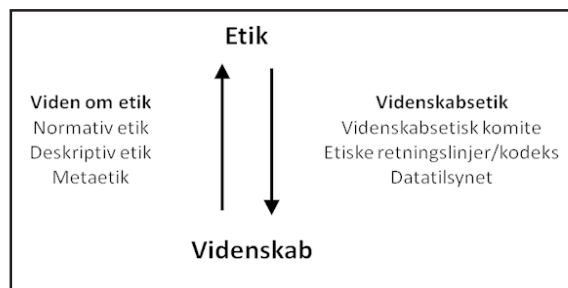 Etik
Viden om etik
Normativ etik
Deskriptiv etik
Metaetik
Videnskabsetik
Videnskabsetisk komite
Etiske retningslinjer/kodeks
Datatilsynet
Videnskab